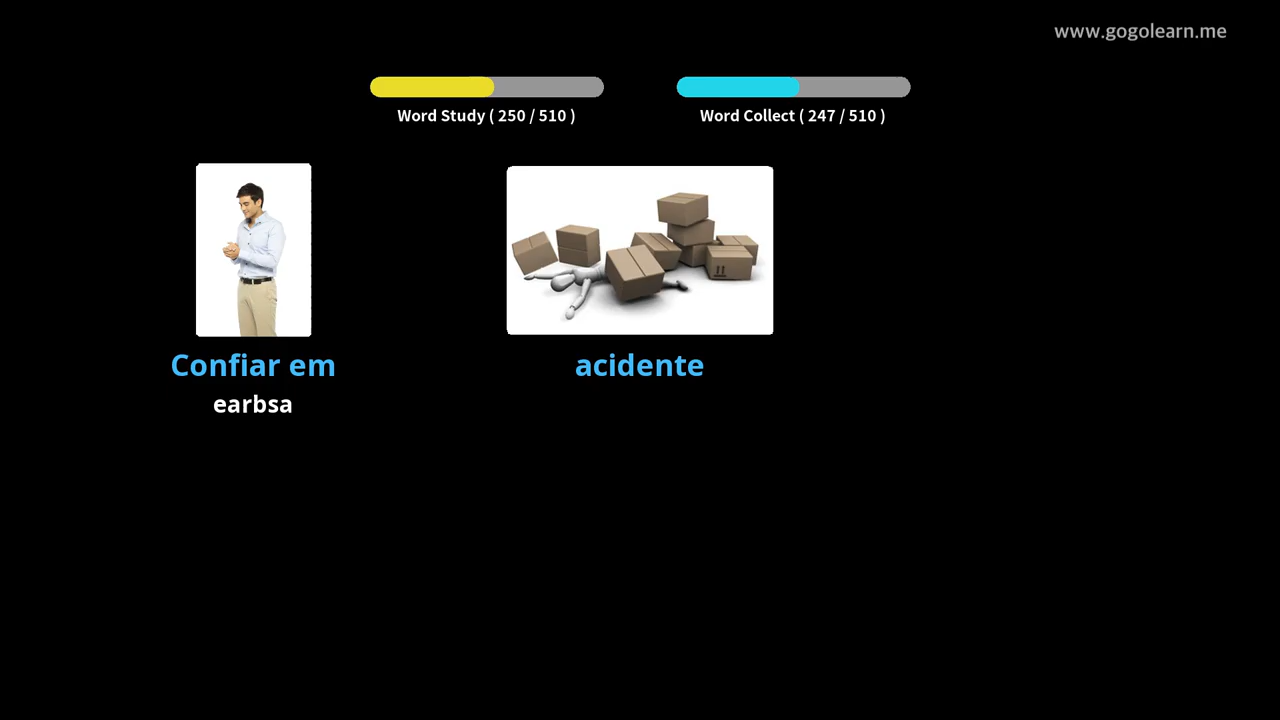 www.gogolearn.me
Word Study ( 250 / 510 )
Word Collect ( 247 / 510 )
Confiar em
acidente
earbsa